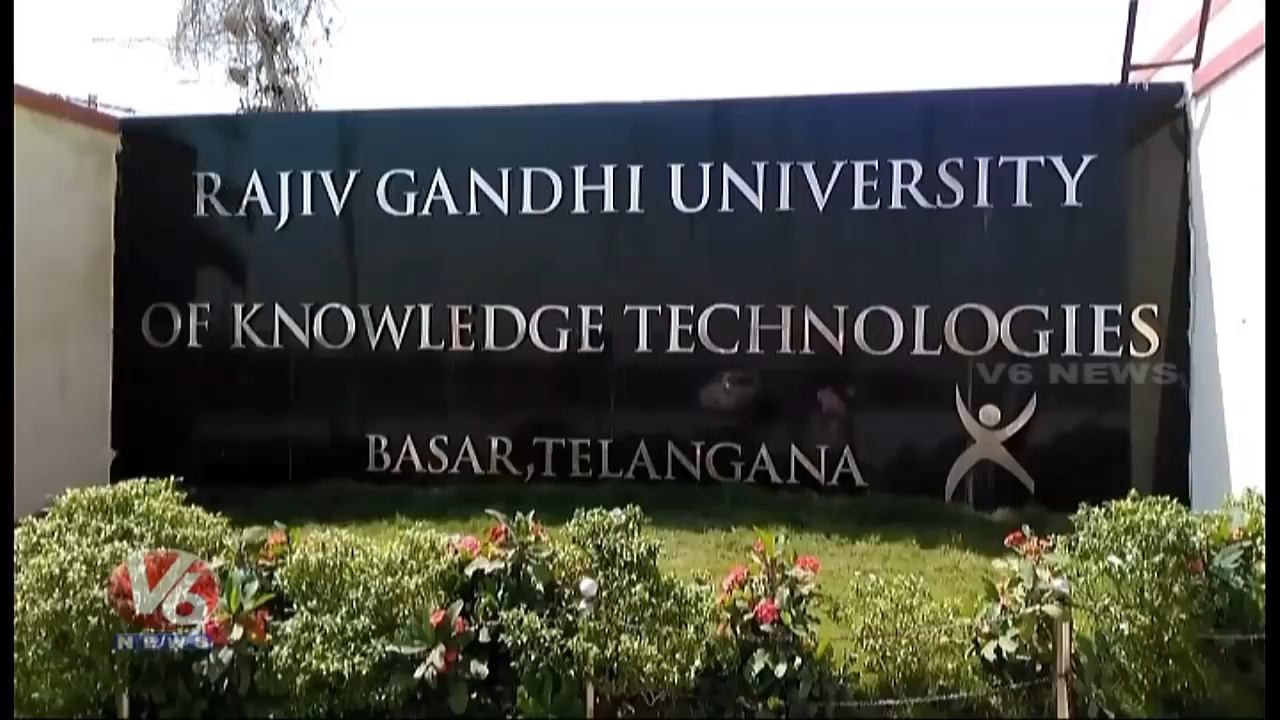 RAJIV GANDHI UNIVERSITY
OF KNOWLEDGE TECHNOLOGIES
V6 NEWS
BASAR,TELANGANA
V6
NEWS